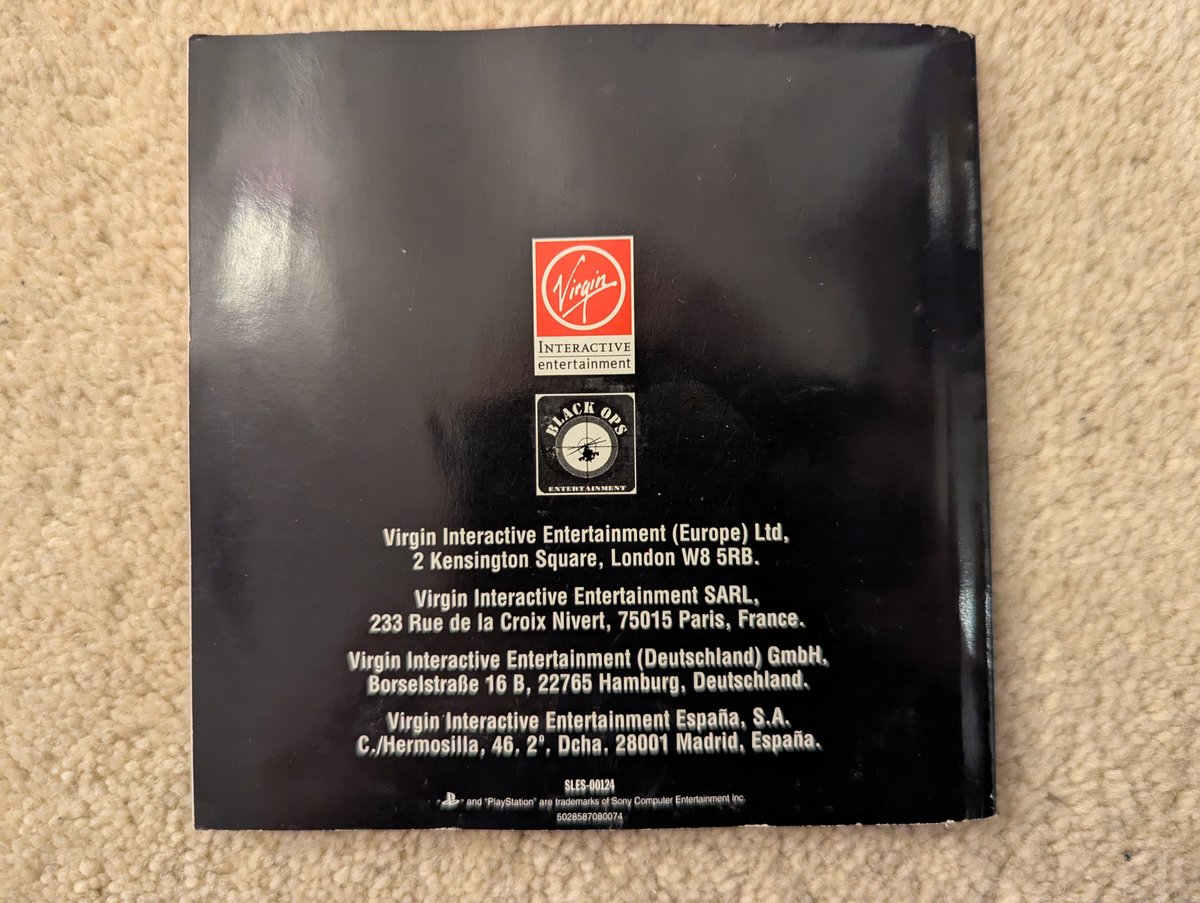 Virgin
INTERACTIVE
entertainment
BLACK OPS
ENTERTAINMENT
Virgin Interactive Entertainment (Europe) Ltd,
2 Kensington Square, London W8 5RB.
Virgin Interactive Entertainment SARL,
233 Rue de la Croix Nivert, 75015 Paris, France.
Virgin Interactive Entertainment (Deutschland) GmbH,
Borselstraße 16 B, 22765 Hamburg, Deutschland.
Virgin Interactive Entertainment España, S.A.
C./Hermosilla, 46, 2º, Dcha, 28001 Madrid, España.
SLES-00124
" " and "PlayStation" are trademarks of Sony Computer Entertainment Inc.
5028587080074